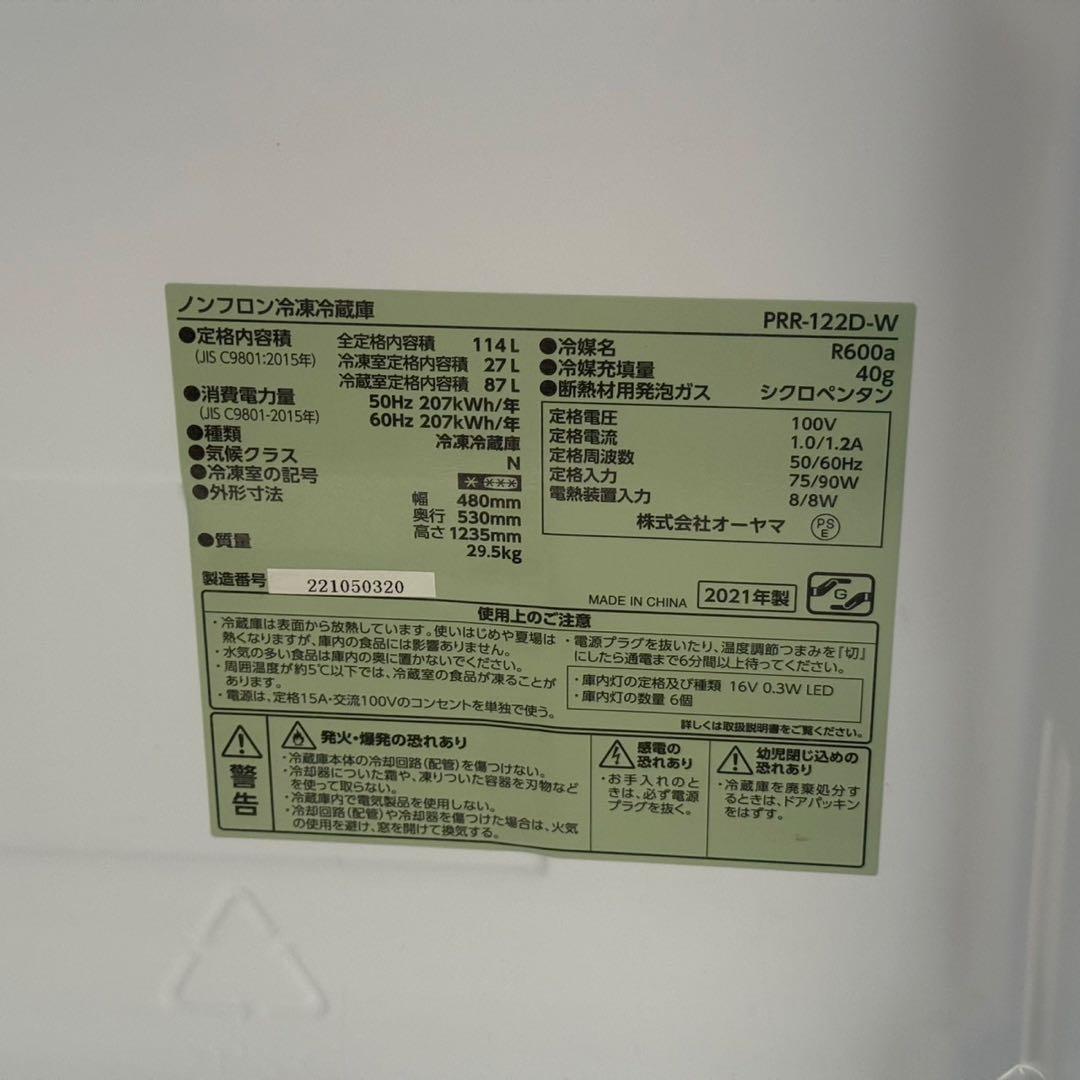 ノンフロン冷凍冷蔵庫
PRR-122D-W
●定格内容積
(JIS C9801:2015年)
全定格内容積 114 L
冷凍室定格内容積 27 L
冷蔵室定格内容積 87 L
●消費電力量
(JIS C9801-2015年)
50Hz 207kWh/年
60Hz 207kWh/年
●種類 冷凍冷蔵庫
●気候クラス N
●冷凍室の記号 * ***
●外形寸法
幅 480mm
奥行 530mm
高さ 1235mm
●質量 29.5kg
●冷媒名 R600a
●冷媒充填量 40g
●断熱材用発泡ガス シクロペンタン
定格電圧 100V
定格電流 1.0/1.2A
定格周波数 50/60Hz
定格入力 75/90W
電熱装置入力 8/8W
株式会社オーヤマ PS E
製造番号 221050320
MADE IN CHINA 2021年製 G
使用上のご注意
・冷蔵庫は表面から放熱しています。使いはじめや夏場は
熱くなりますが、庫内の食品には影響ありません。
・水気の多い食品は庫内の奥に置かないでください。
・周囲温度が約5℃以下では、冷蔵室の食品が凍ることが
あります。
・電源は、定格15A・交流100Vのコンセントを単独で使う。
・電源プラグを抜いたり、温度調節つまみを「切」
にしたら通電まで6分間以上待ってください。
・庫内灯の定格及び種類 16V 0.3W LED
・庫内灯の数量 6個
詳しくは取扱説明書をご覧ください。
警告
発火・爆発の恐れあり
・冷蔵庫本体の冷却回路(配管)を傷つけない。
・冷却器についた霜や、凍りついた容器を刃物など
を使って取らない。
・冷蔵庫内で電気製品を使用しない。
・冷却回路(配管)や冷却器を傷つけた場合は、火気
の使用を避け、窓を開けて換気する。
感電の
恐れあり
・お手入れのと
きは、必ず電源
プラグを抜く。
幼児閉じ込めの
恐れあり
・冷蔵庫を廃棄処分す
るときは、ドアパッキン
をはずす。